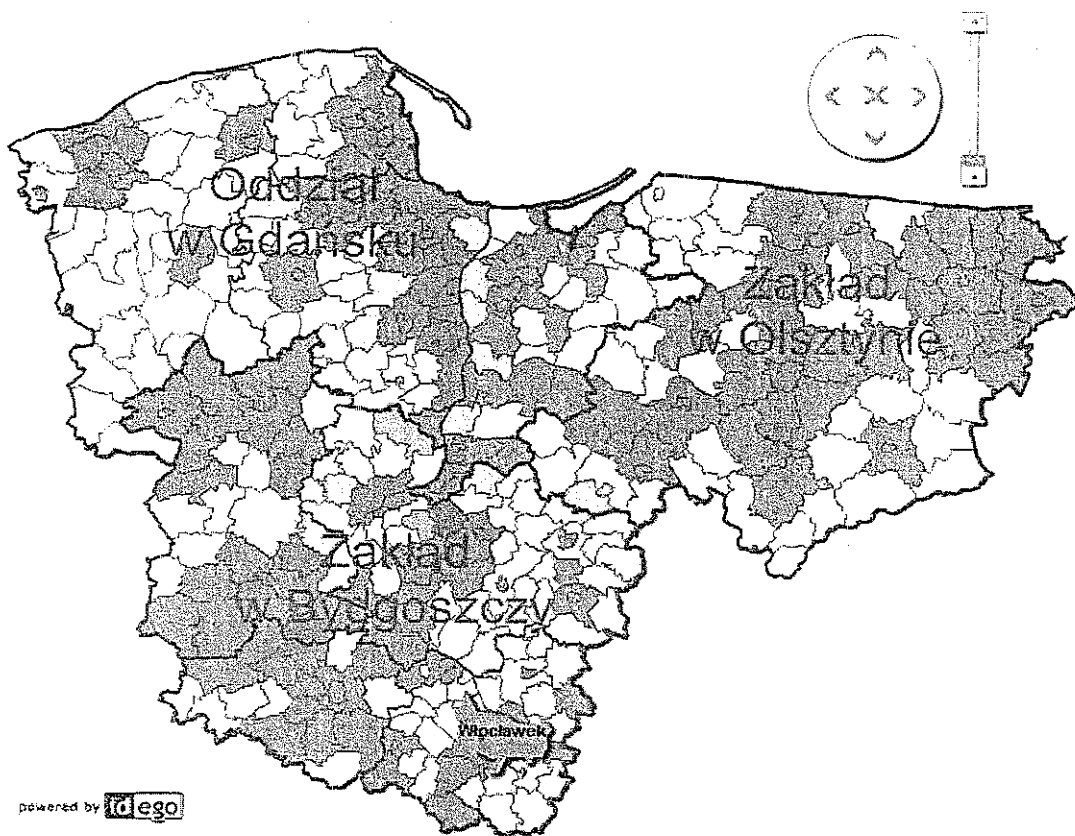 Oddział
w Gdańsku
Zakład
w Olsztynie
Zakład
w Bydgoszczy
Włocławek
powered by idego